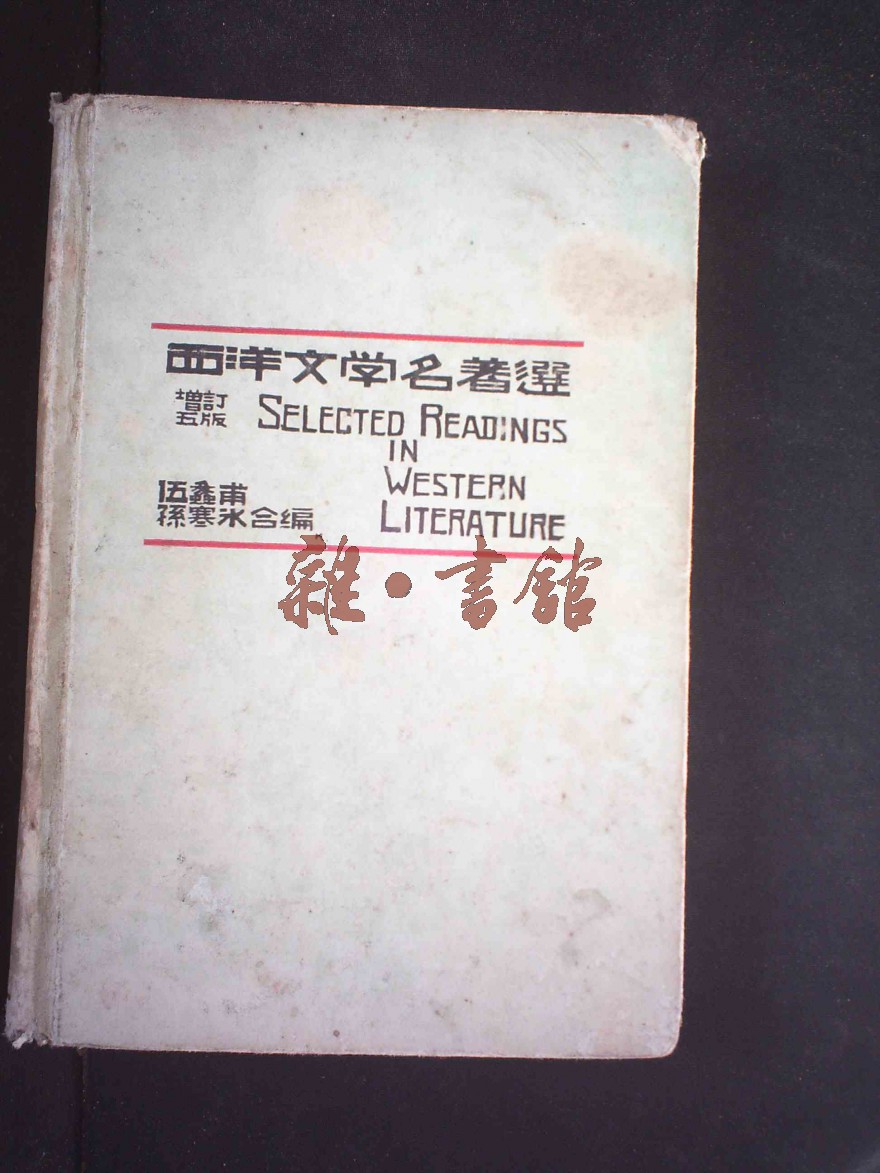 西洋文学名著選
增訂
五版
SELECTED READINGS
IN
WESTERN
LITERATURE
伍蠡甫
孫寒冰合编
雜·書館